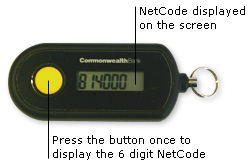 NetCode displayed
on the screen
CommonwealthBank
814000
Press the button once to
display the 6 digit NetCode